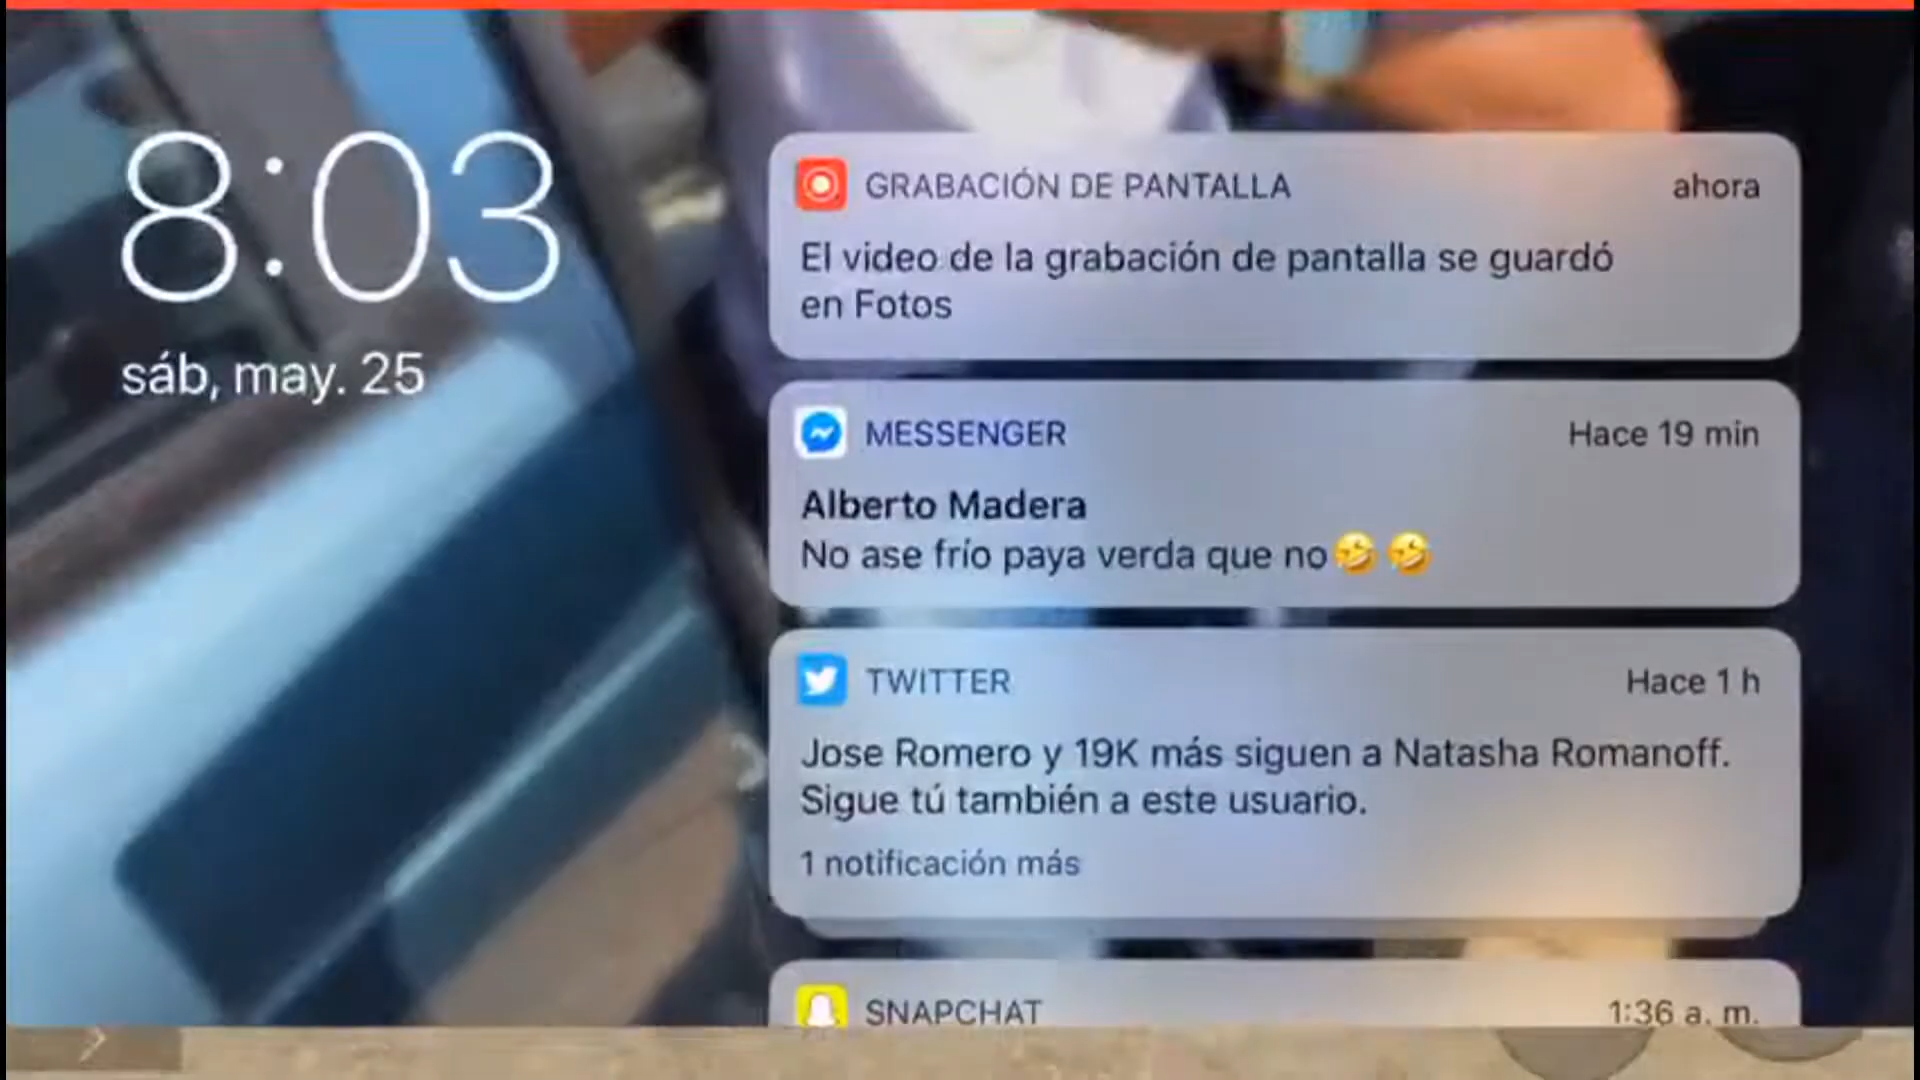 8:03
sáb, may. 25
GRABACIÓN DE PANTALLA
ahora
El video de la grabación de pantalla se guardó
en Fotos
MESSENGER
Hace 19 min
Alberto Madera
No ase frío paya verda que no🤣 🤣
TWITTER
Hace 1 h
Jose Romero y 19K más siguen a Natasha Romanoff.
Sigue tú también a este usuario.
1 notificación más
SNAPCHAT
1:36 a. m.